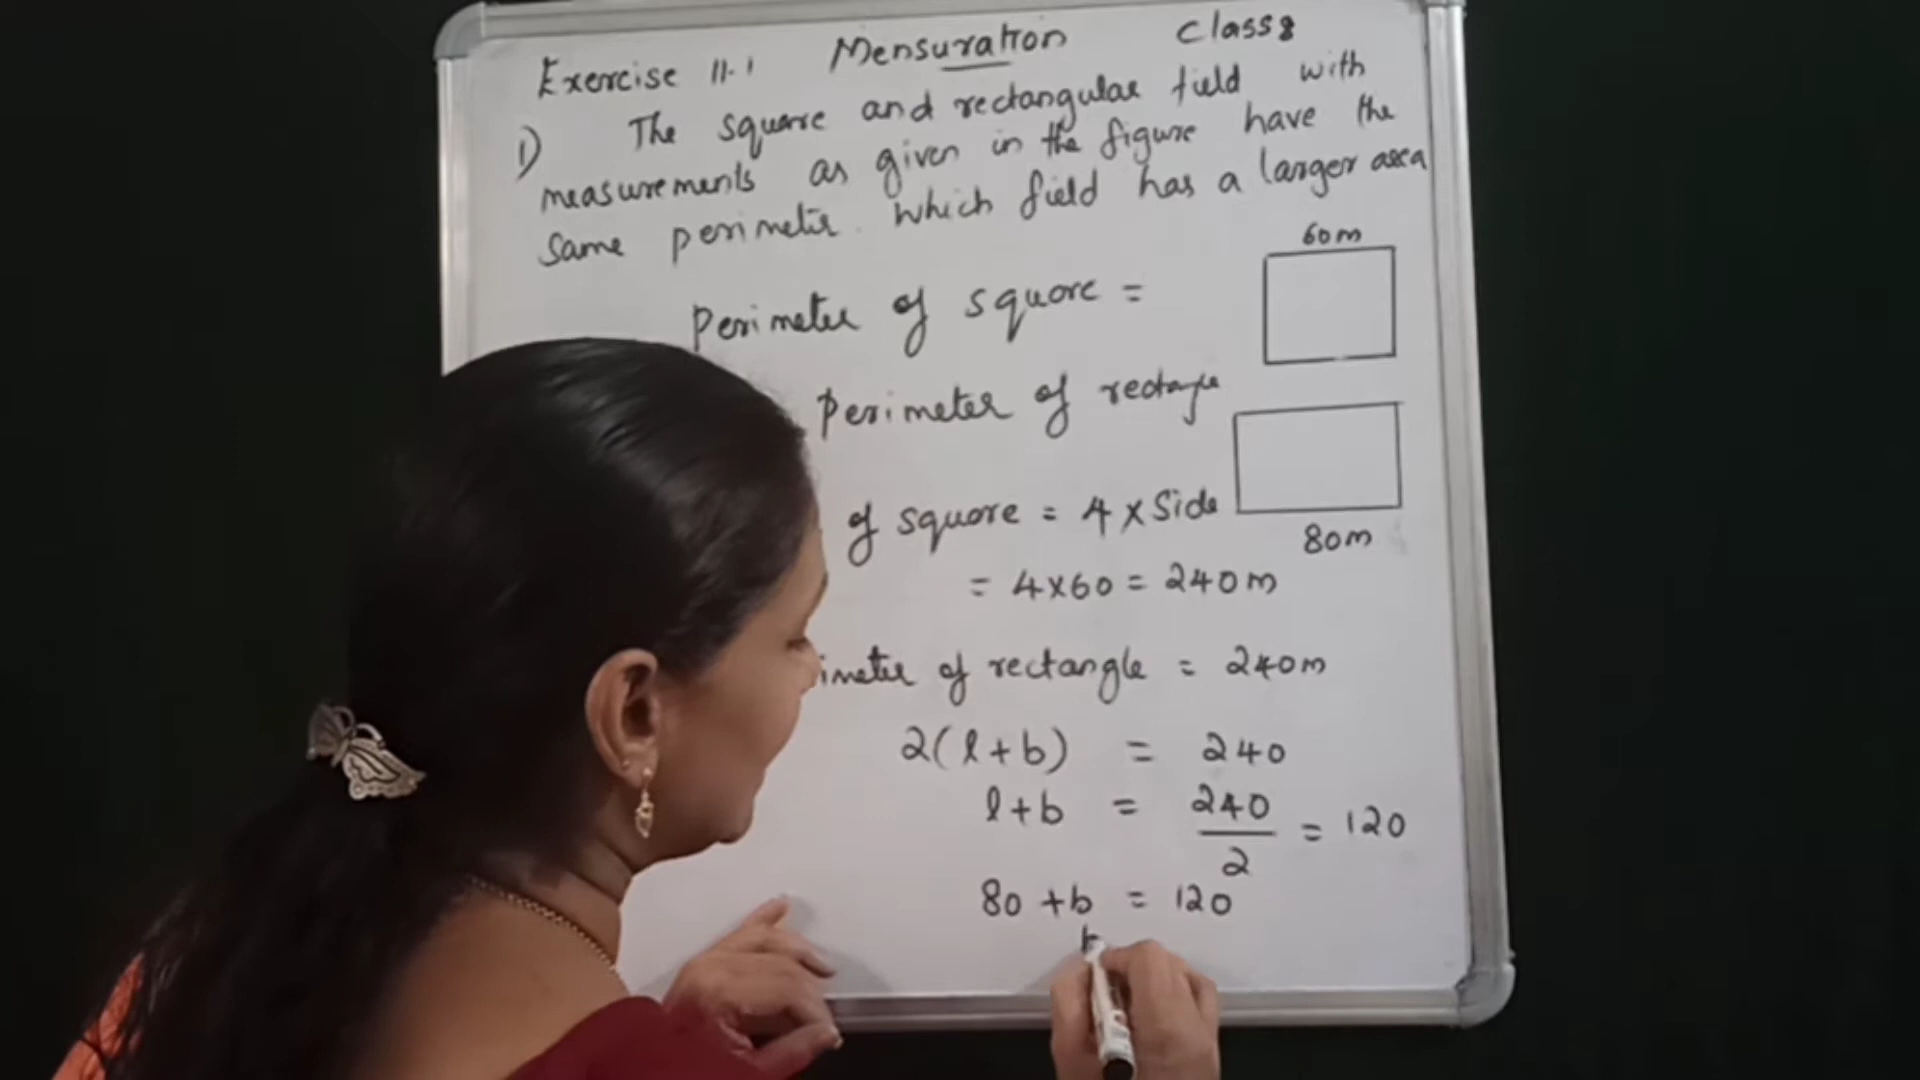 Exercise 11.1 Mensuration Class 8
1) The square and rectangular field with
measurements as given in the figure have the
same perimeter. Which field has a larger area
60m
Perimeter of square =
Perimeter of rectangle
of square = 4 x Side
80m
= 4x60 = 240m
imeter of rectangle = 240m
2(l+b) = 240
l+b = 240/2 = 120
80 + b = 120
b